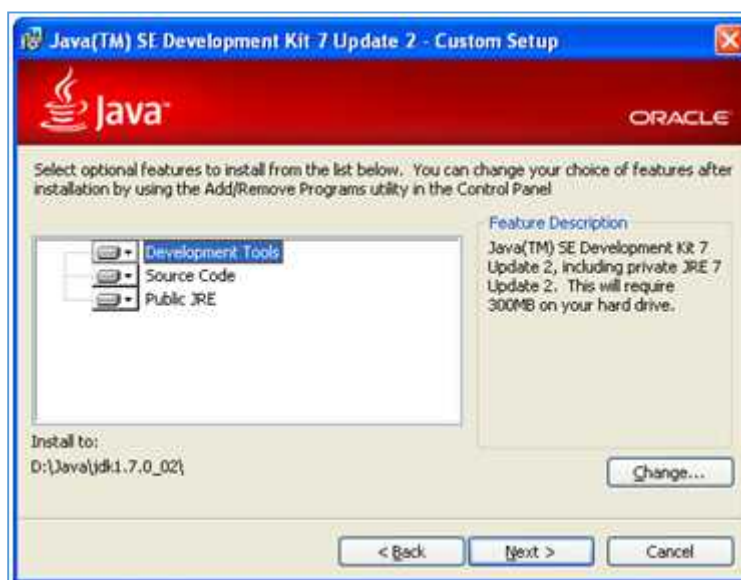 Java(TM) SE Development Kit 7 Update 2 - Custom Setup
Java™
ORACLE
Select optional features to install from the list below. You can change your choice of features after
installation by using the Add/Remove Programs utility in the Control Panel
Development Tools
Source Code
Public JRE
Feature Description
Java(TM) SE Development Kit 7
Update 2, including private JRE 7
Update 2. This will require
300MB on your hard drive.
Install to:
D:\Java\jdk1.7.0_02\
Change...
< Back
Next >
Cancel